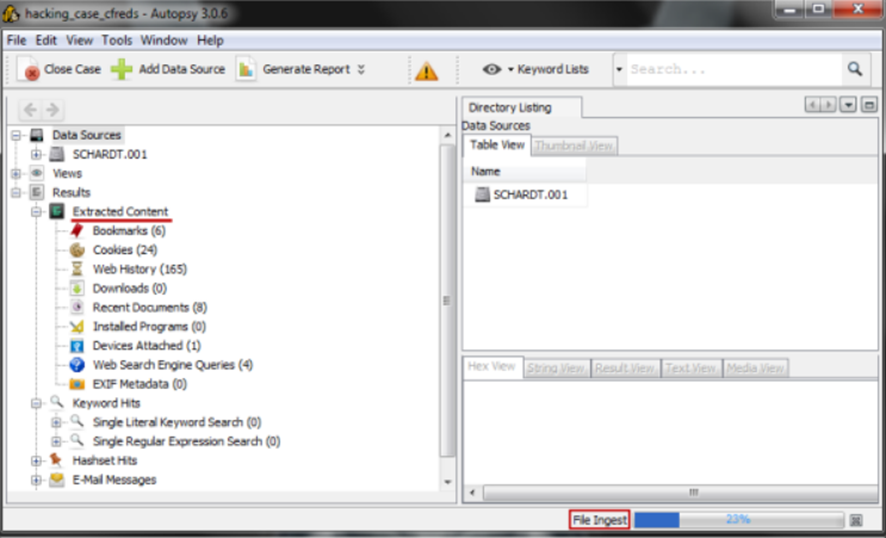 hacking_case_cfreds - Autopsy 3.0.6
File Edit View Tools Window Help
Close Case Add Data Source Generate Report Keyword Lists Search...
Directory Listing
Data Sources
Table View Thumbnail View
Name
SCHARDT.001
Data Sources
SCHARDT.001
Views
Results
Extracted Content
Bookmarks (6)
Cookies (24)
Web History (165)
Downloads (0)
Recent Documents (8)
Installed Programs (0)
Devices Attached (1)
Web Search Engine Queries (4)
EXIF Metadata (0)
Keyword Hits
Single Literal Keyword Search (0)
Single Regular Expression Search (0)
Hashset Hits
E-Mail Messages
Hex View String View Result View Text View Media View
File Ingest 23%